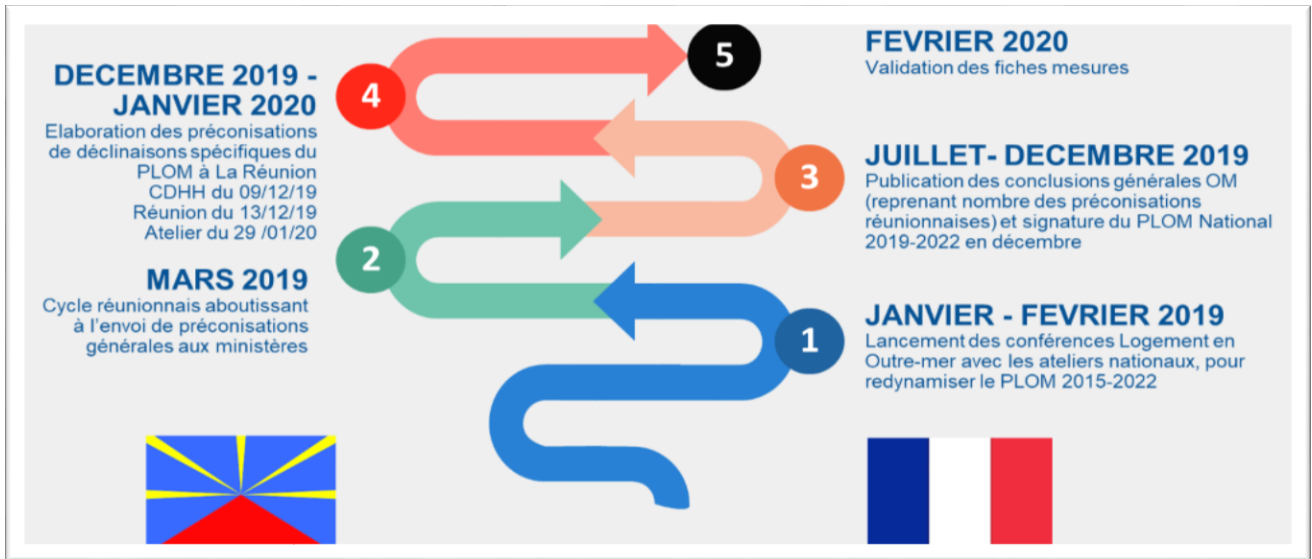 5
FEVRIER 2020
Validation des fiches mesures
DECEMBRE 2019 -
JANVIER 2020
4
Elaboration des préconisations
de déclinaisons spécifiques du
PLOM à La Réunion
CDHH du 09/12/19
Réunion du 13/12/19
Atelier du 29 /01/20
3
JUILLET- DECEMBRE 2019
Publication des conclusions générales OM
(reprenant nombre des préconisations
réunionnaises) et signature du PLOM National
2019-2022 en décembre
2
MARS 2019
Cycle réunionnais aboutissant
à l'envoi de préconisations
générales aux ministères
1
JANVIER - FEVRIER 2019
Lancement des conférences Logement en
Outre-mer avec les ateliers nationaux, pour
redynamiser le PLOM 2015-2022